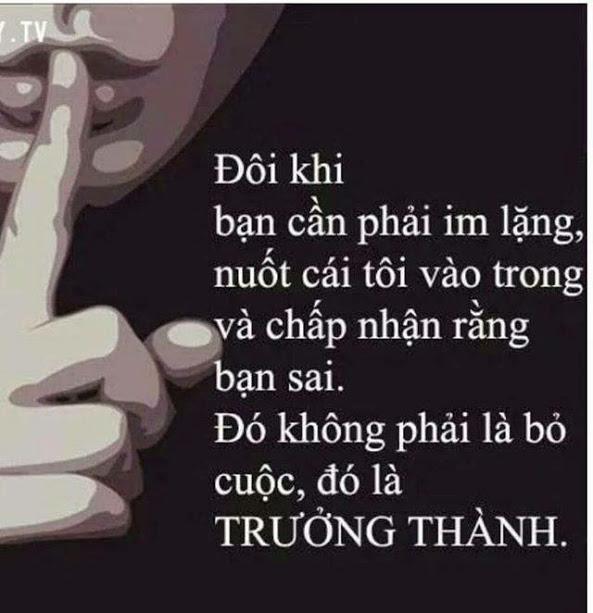 Y.TV
Đôi khi
bạn cần phải im lặng,
nuốt cái tôi vào trong
và chấp nhận rằng
bạn sai.
Đó không phải là bỏ
cuộc, đó là
TRƯỞNG THÀNH.